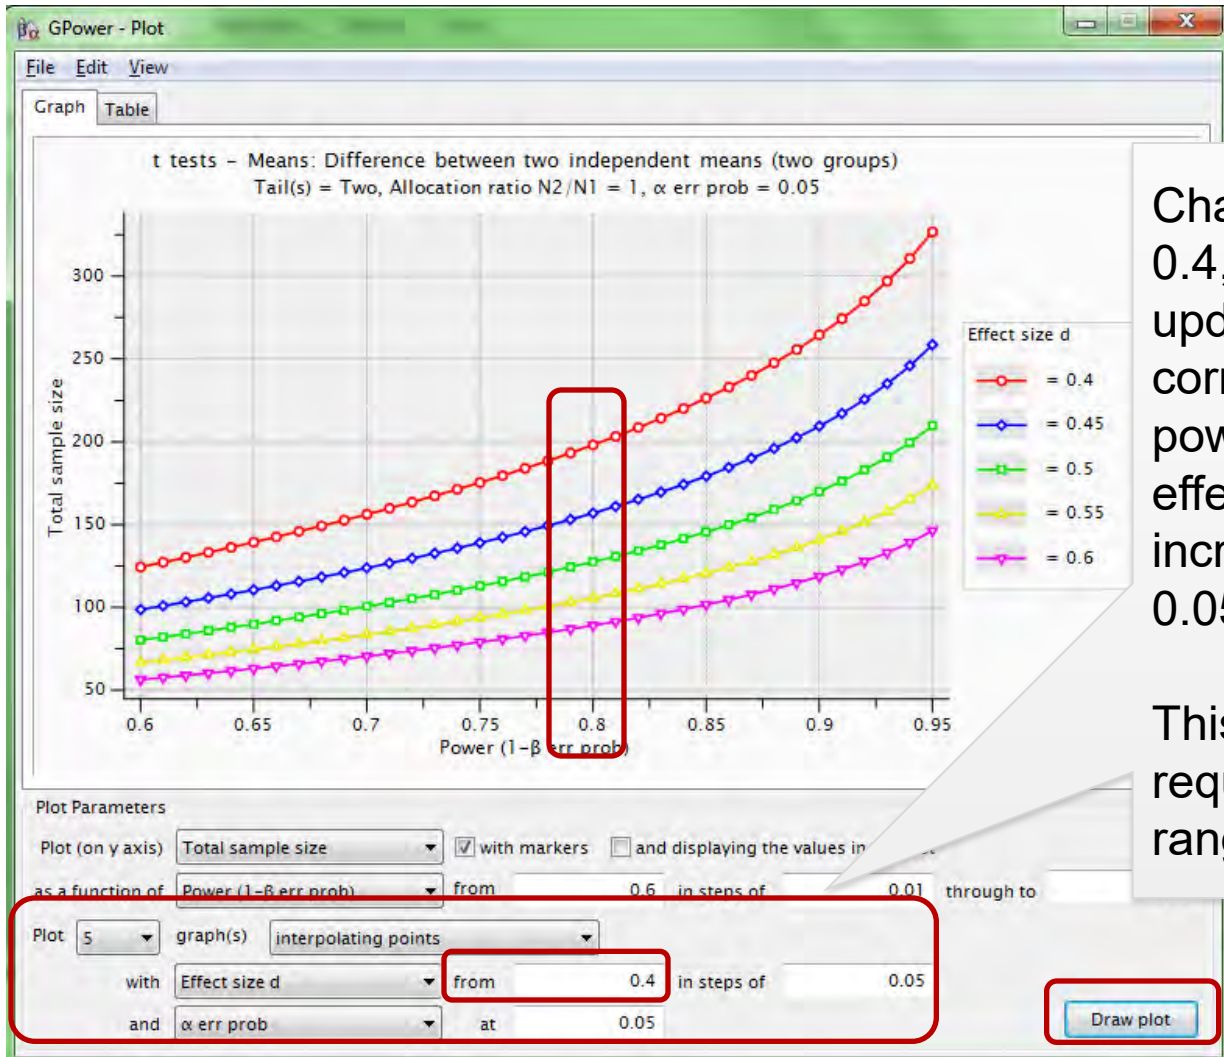 GPower - Plot
File Edit View
Graph Table
t tests – Means: Difference between two independent means (two groups)
Tail(s) = Two, Allocation ratio N2/N1 = 1, α err prob = 0.05
Total sample size
300
250
200
150
100
50
0.6 0.65 0.7 0.75 0.8 0.85 0.9 0.95
Power (1-β err prob)
Effect size d
= 0.4
= 0.45
= 0.5
= 0.55
= 0.6
0.4,
0.05
This
Plot Parameters
Plot (on y axis) Total sample size with markers and displaying the values in
as a function of Power (1-β err prob) from 0.6 in steps of 0.01 through to
Plot 5 graph(s) interpolating points
with Effect size d from 0.4 in steps of 0.05
and α err prob at 0.05
Draw plot